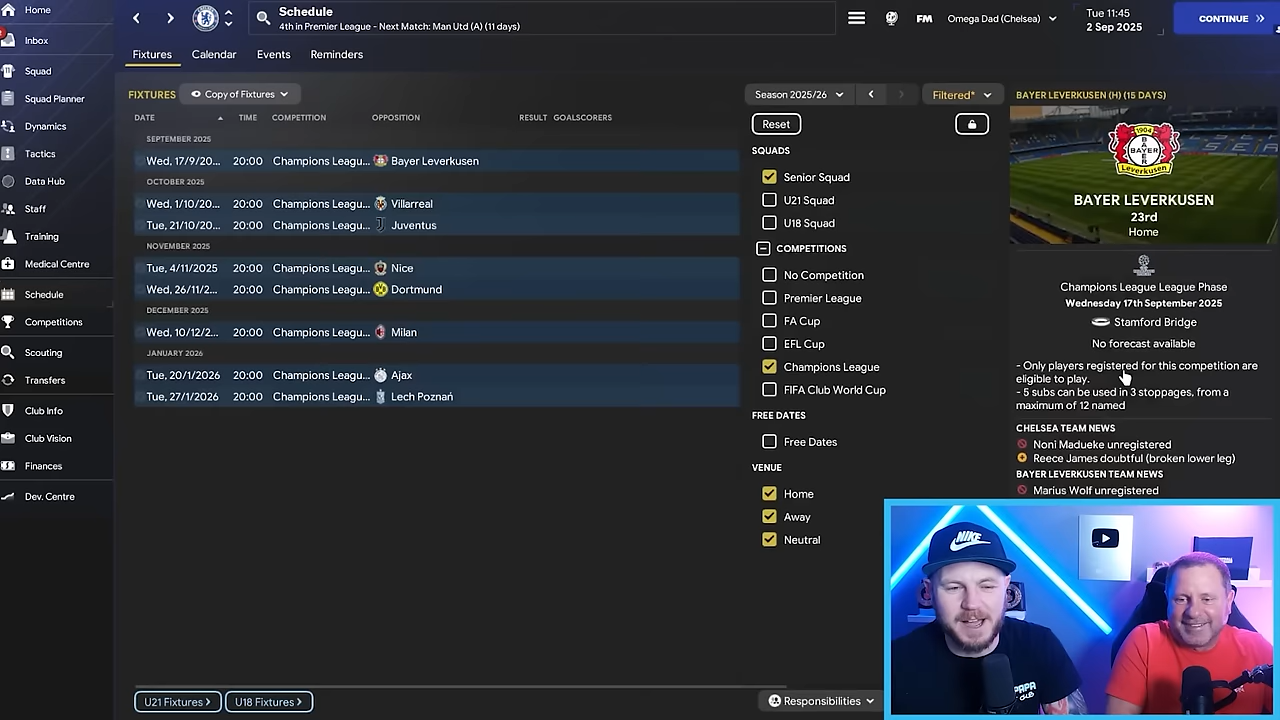 Home
Inbox
Squad
Squad Planner
Dynamics
Tactics
Data Hub
Staff
Training
Medical Centre
Schedule
Competitions
Scouting
Transfers
Club Info
Club Vision
Finances
Dev. Centre
Schedule
4th in Premier League - Next Match: Man Utd (A) (11 days)
FM
Omega Dad (Chelsea)
Tue 11:45
2 Sep 2025
CONTINUE
Fixtures Calendar Events Reminders
FIXTURES Copy of Fixtures
DATE TIME COMPETITION OPPOSITION RESULT GOALSCORERS
SEPTEMBER 2025
Wed, 17/9/20... 20:00 Champions Leagu... Bayer Leverkusen
OCTOBER 2025
Wed, 1/10/20... 20:00 Champions Leagu... Villarreal
Tue, 21/10/20... 20:00 Champions Leagu... Juventus
NOVEMBER 2025
Tue, 4/11/2025 20:00 Champions Leagu... Nice
Wed, 26/11/2... 20:00 Champions Leagu... Dortmund
DECEMBER 2025
Wed, 10/12/2... 20:00 Champions Leagu... Milan
JANUARY 2026
Tue, 20/1/2026 20:00 Champions Leagu... Ajax
Tue, 27/1/2026 20:00 Champions Leagu... Lech Poznań
U21 Fixtures
U18 Fixtures
Season 2025/26
Filtered*
Reset
SQUADS
Senior Squad
U21 Squad
U18 Squad
COMPETITIONS
No Competition
Premier League
FA Cup
EFL Cup
Champions League
FIFA Club World Cup
FREE DATES
Free Dates
VENUE
Home
Away
Neutral
Responsibilities
BAYER LEVERKUSEN (H) (15 DAYS)
1904
BAYER
Leverkusen
BAYER LEVERKUSEN
23rd
Home
Champions League League Phase
Wednesday 17th September 2025
Stamford Bridge
No forecast available
- Only players registered for this competition are
eligible to play.
- 5 subs can be used in 3 stoppages, from a
maximum of 12 named
CHELSEA TEAM NEWS
Noni Madueke unregistered
Reece James doubtful (broken lower leg)
BAYER LEVERKUSEN TEAM NEWS
Marius Wolf unregistered
NIKE